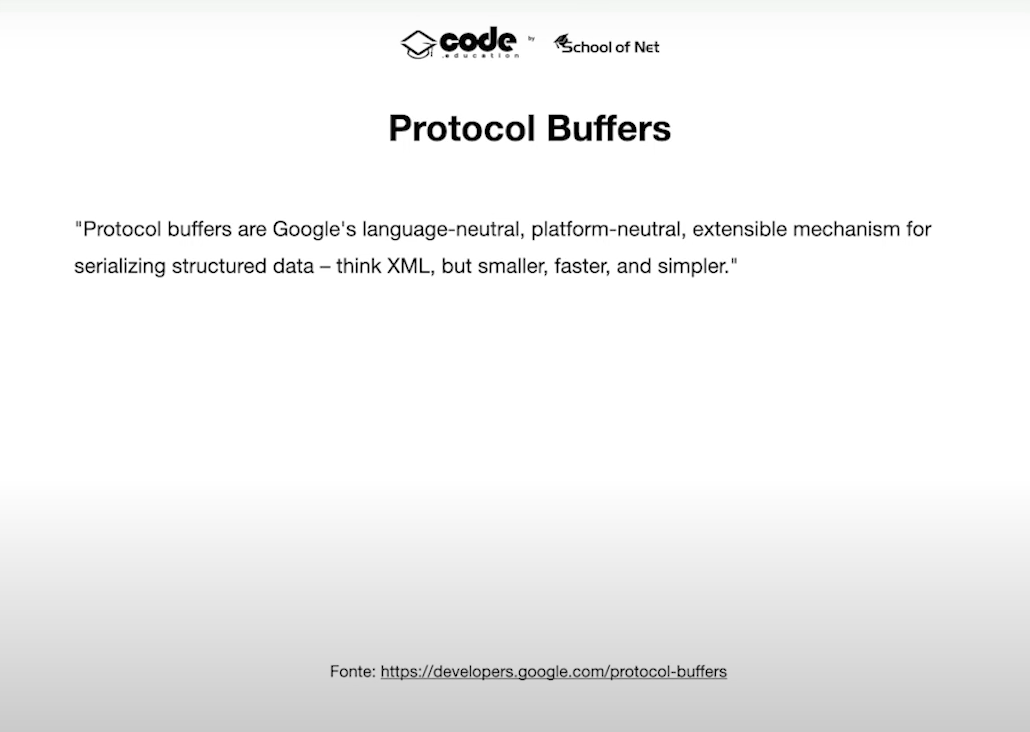 code
.education
by
School of Net
Protocol Buffers
"Protocol buffers are Google's language-neutral, platform-neutral, extensible mechanism for
serializing structured data – think XML, but smaller, faster, and simpler."
Fonte: https://developers.google.com/protocol-buffers